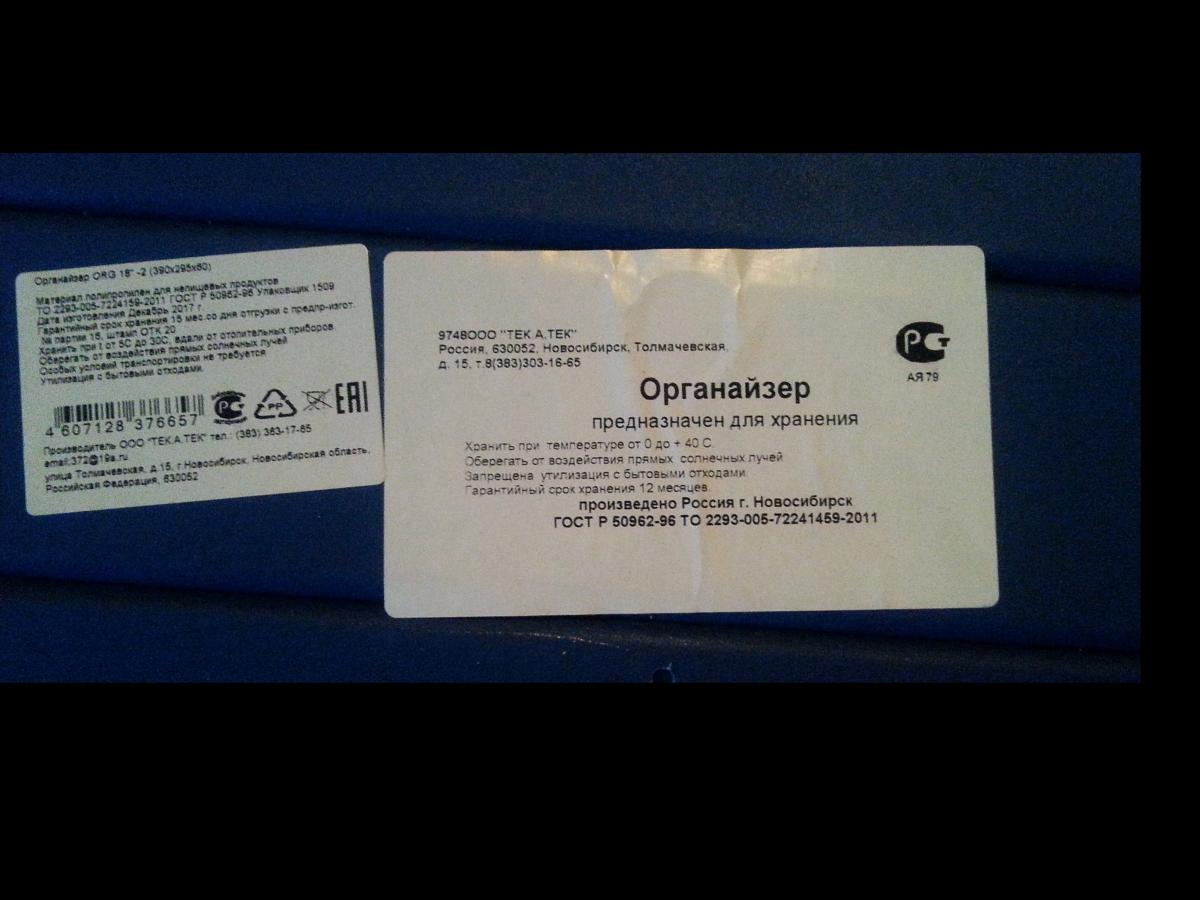 Органайзер ORG 18" -2 (390х295х60)
Материал полипропилен для непищевых продуктов
ТО 2293-005-7224159-2011 ГОСТ Р 50962-96 Упаковщик 1509
Дата изготовления Декабрь 2017 г.
Гарантийный срок хранения 15 мес.со дня отгрузки с предпр-изгот.
№ партии 15, штамп ОТК 20
Хранить при t от 5С до 30С, вдали от отопительных приборов.
Оберегать от воздействия прямых солнечных лучей
Особых условий транспортировки не требуется
Утилизация с бытовыми отходами.
РСТ
PP
ЕАС
4 607128 376657
Производитель ООО "ТЕК.А.ТЕК" тел.: (383) 363-17-65
email:372@19a.ru
улица Толмачевская, д.15, г.Новосибирск, Новосибирская область,
Российская Федерация, 630052
9748ООО "ТЕК.А.ТЕК"
Россия, 630052, Новосибирск, Толмачевская,
д. 15, т.8(383)303-16-65
РСТ
АЯ79
Органайзер
предназначен для хранения
Хранить при температуре от 0 до + 40 С.
Оберегать от воздействия прямых солнечных лучей
Запрещена утилизация с бытовыми отходами.
Гарантийный срок хранения 12 месяцев.
произведено Россия г. Новосибирск
ГОСТ Р 50962-96 ТО 2293-005-72241459-2011